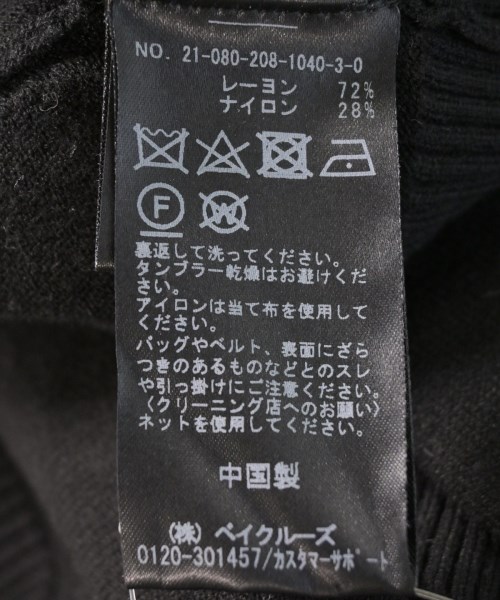 NO. 21-080-208-1040-3-0
レーヨン 72%
ナイロン 28%
F W
裏返して洗ってください。
タンブラー乾燥はお避けくだ
さい。
アイロンは当て布を使用して
ください。
バッグやベルト、裏面にざら
つきのあるものなどとのスレ
や引っ掛けにご注意ください。
〈クリーニング店へのお願い〉
ネットを使用してください。
中国製
(株) ベイクルーズ
0120-301457/カスタマーサポート